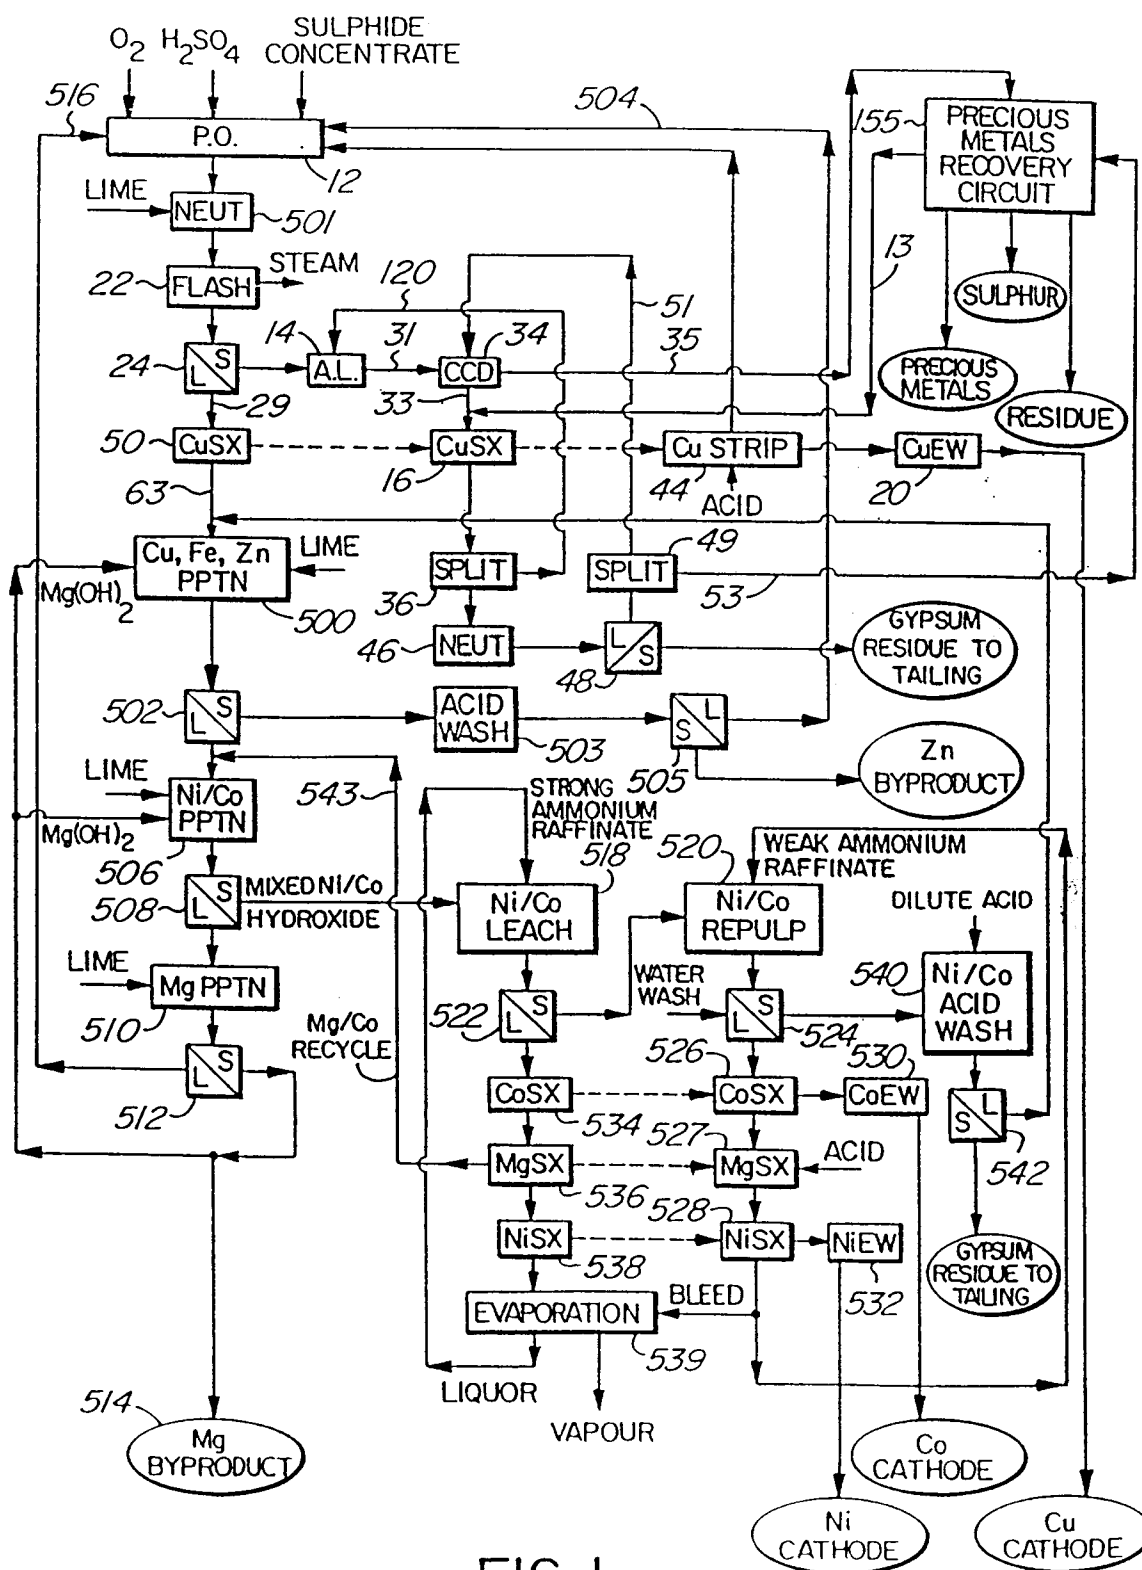 O2
H2SO4
SULPHIDE
CONCENTRATE
516
504
P.O.
12
155
PRECIOUS
METALS
RECOVERY
CIRCUIT
LIME
NEUT
501
STEAM
22
FLASH
120
51
13
SULPHUR
14
31
34
35
24
L
S
A.L.
CCD
29
33
PRECIOUS
METALS
RESIDUE
50
CuSX
CuSX
Cu STRIP
CuEW
16
44
20
63
ACID
Cu, Fe, Zn
PPTN
LIME
49
SPLIT
SPLIT
53
Mg(OH)2
500
36
GYPSUM
RESIDUE TO
TAILING
46
NEUT
L
S
48
502
L
S
ACID
WASH
503
S
L
505
Zn
BYPRODUCT
LIME
543
Ni/Co
PPTN
STRONG
AMMONIUM
RAFFINATE
Mg(OH)2
506
518
520
WEAK AMMONIUM
RAFFINATE
508
L
S
MIXED Ni/Co
HYDROXIDE
Ni/Co
LEACH
Ni/Co
REPULP
DILUTE ACID
LIME
Mg PPTN
510
WATER
WASH
540
Ni/Co
ACID
WASH
522
L
S
L
S
524
Mg/Co
RECYCLE
512
L
S
526
530
CoSX
CoSX
CoEW
534
S
L
542
527
MgSX
MgSX
ACID
536
528
NiSX
NiSX
NiEW
538
532
GYPSUM
RESIDUE TO
TAILING
EVAPORATION
BLEED
539
LIQUOR
VAPOUR
514
Mg
BYPRODUCT
Co
CATHODE
Ni
CATHODE
Cu
CATHODE
FIG. 1